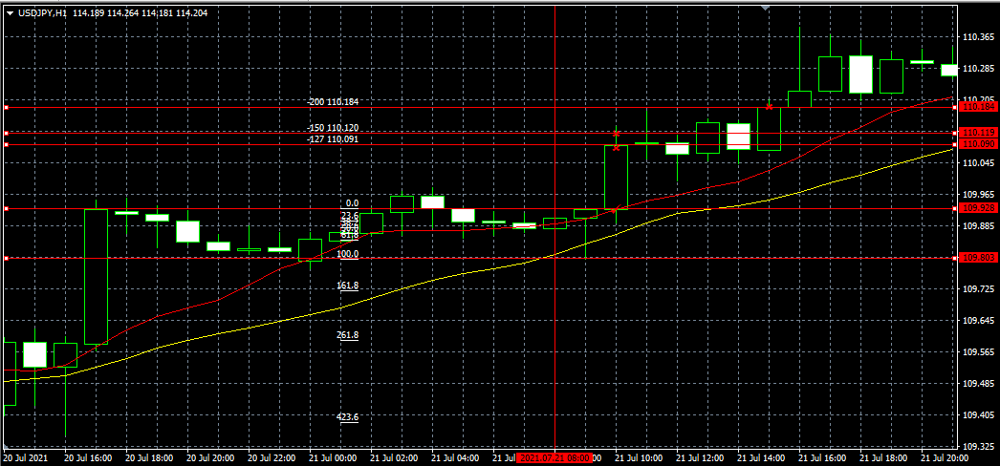 USDJPY,H1 114.189 114.264 114.181 114.204
110.365
110.285
110.205
-200 110.184
110.184
-150 110.120
110.119
-127 110.091
110.090
110.045
109.965
0.0
109.928
109.885
61.8
100.0
109.803
161.8
109.725
109.645
261.8
109.565
109.485
423.6
109.405
109.325
20 Jul 2021
20 Jul 16:00
20 Jul 18:00
20 Jul 20:00
20 Jul 22:00
21 Jul 00:00
21 Jul 02:00
21 Jul 04:00
21 Jul
2021.07.21 08:00
21 Jul 10:00
21 Jul 12:00
21 Jul 14:00
21 Jul 16:00
21 Jul 18:00
21 Jul 20:00